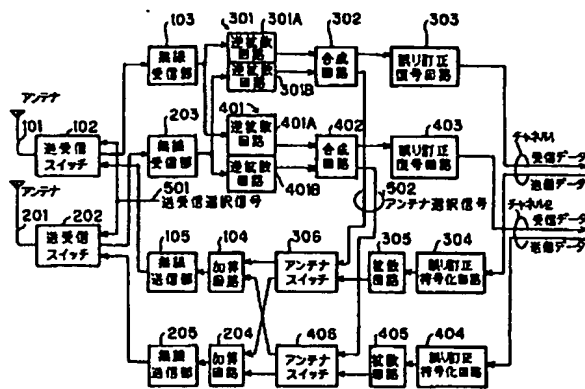 103
301
301A
302
303
無線
受信部
逆拡散
回路
逆拡散
回路
301B
合成
回路
誤り訂正
信号回路
アンテナ
101
102
送受信
スイッチ
203
無線
受信部
401
401A
逆拡散
回路
逆拡散
回路
401B
402
合成
回路
403
誤り訂正
信号回路
チャネル1
受信データ
送信データ
アンテナ
201
202
送受信
スイッチ
501
送受信選択信号
502
アンテナ選択信号
チャネル2
受信データ
送信データ
105
無線
送信部
104
加算
回路
306
アンテナ
スイッチ
305
拡散
回路
304
誤り訂正
符号化回路
205
無線
送信部
204
加算
回路
406
アンテナ
スイッチ
405
拡散
回路
404
誤り訂正
符号化回路